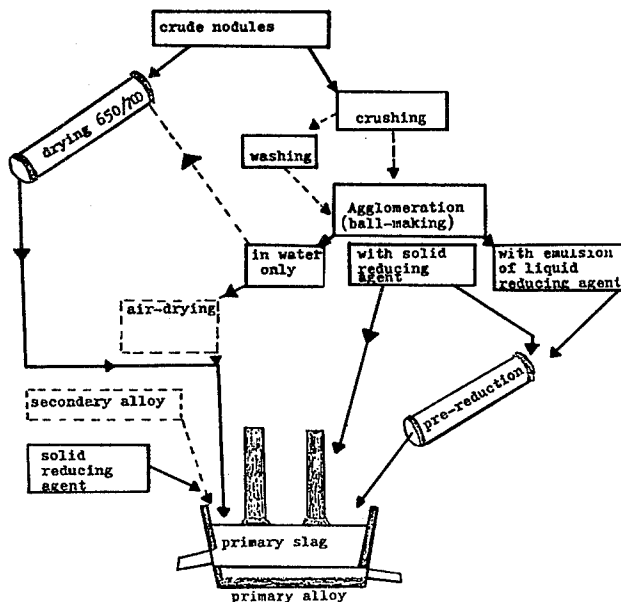 crude nodules
drying 650/700
crushing
washing
Agglomeration
(ball-making)
in water
only
with solid
reducing
agent
with emulsion
of liquid
reducing agent
air-drying
secondary alloy
pre-reduction
solid
reducing
agent
primary slag
primary alloy